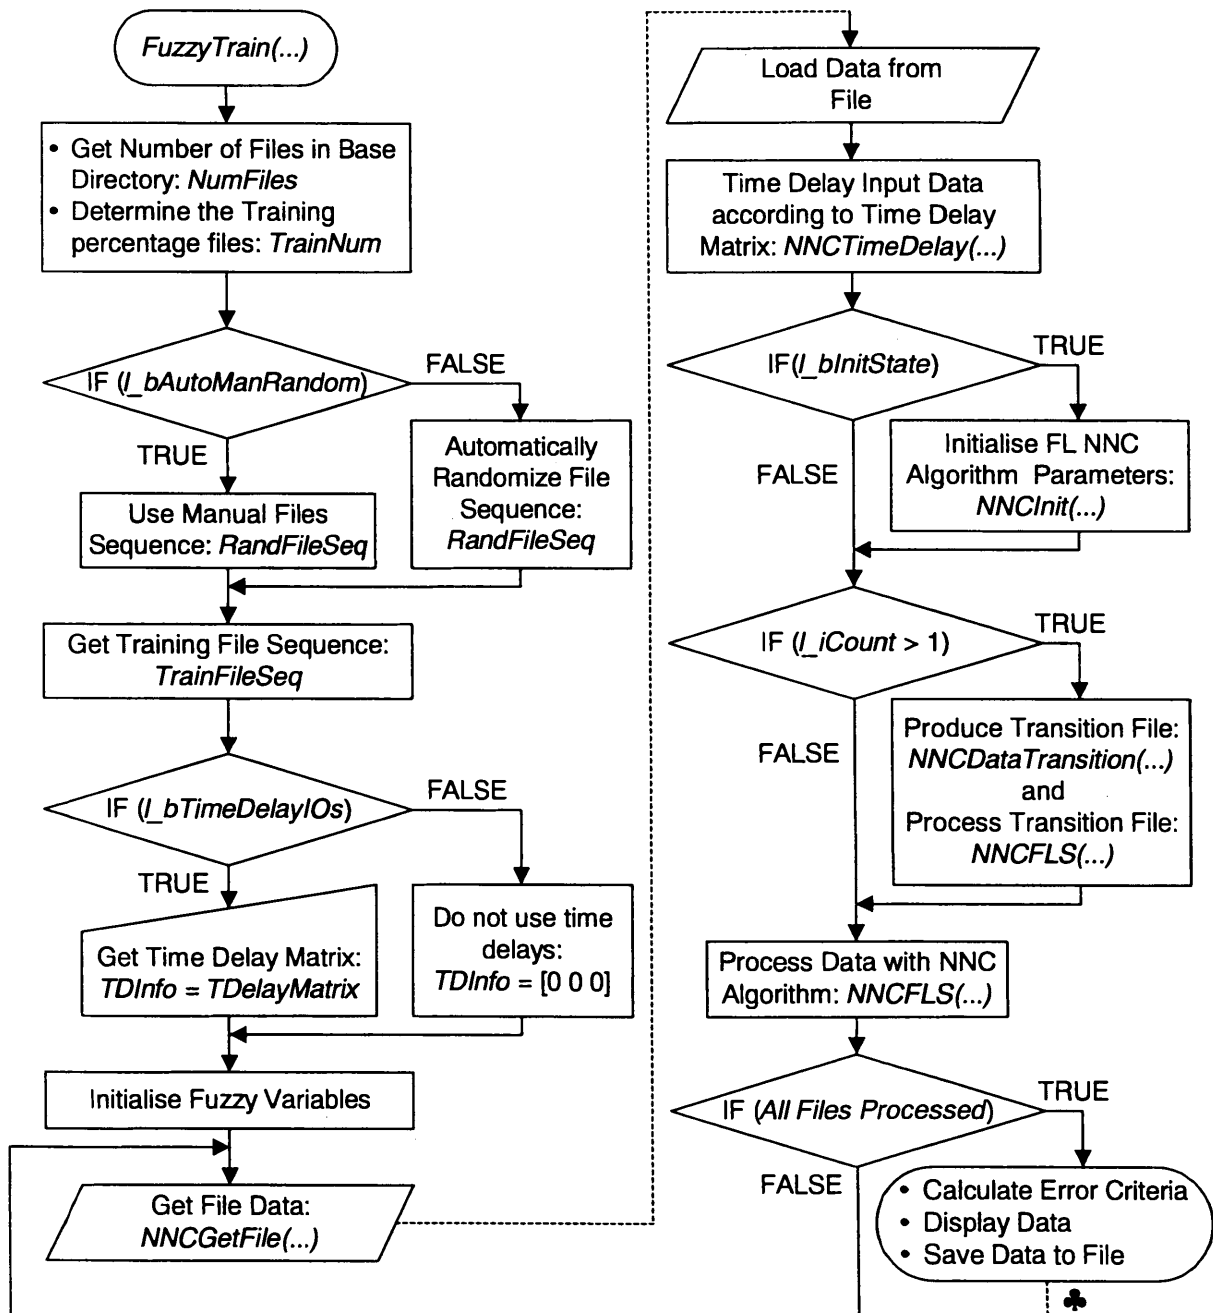 FuzzyTrain(...)
• Get Number of Files in Base
Directory: NumFiles
• Determine the Training
percentage files: TrainNum
IF (l_bAutoManRandom)
FALSE
TRUE
Automatically
Randomize File
Sequence:
RandFileSeq
Use Manual Files
Sequence: RandFileSeq
Get Training File Sequence:
TrainFileSeq
IF (l_bTimeDelayIOs)
FALSE
TRUE
Do not use time
delays:
TDInfo = [0 0 0]
Get Time Delay Matrix:
TDInfo = TDelayMatrix
Initialise Fuzzy Variables
Get File Data:
NNCGetFile(...)
Load Data from
File
Time Delay Input Data
according to Time Delay
Matrix: NNCTimeDelay(...)
IF(l_bInitState)
TRUE
FALSE
Initialise FL NNC
Algorithm Parameters:
NNCInit(...)
IF (l_iCount > 1)
TRUE
FALSE
Produce Transition File:
NNCDataTransition(...)
and
Process Transition File:
NNCFLS(...)
Process Data with NNC
Algorithm: NNCFLS(...)
IF (All Files Processed)
TRUE
FALSE
• Calculate Error Criteria
• Display Data
• Save Data to File
♣